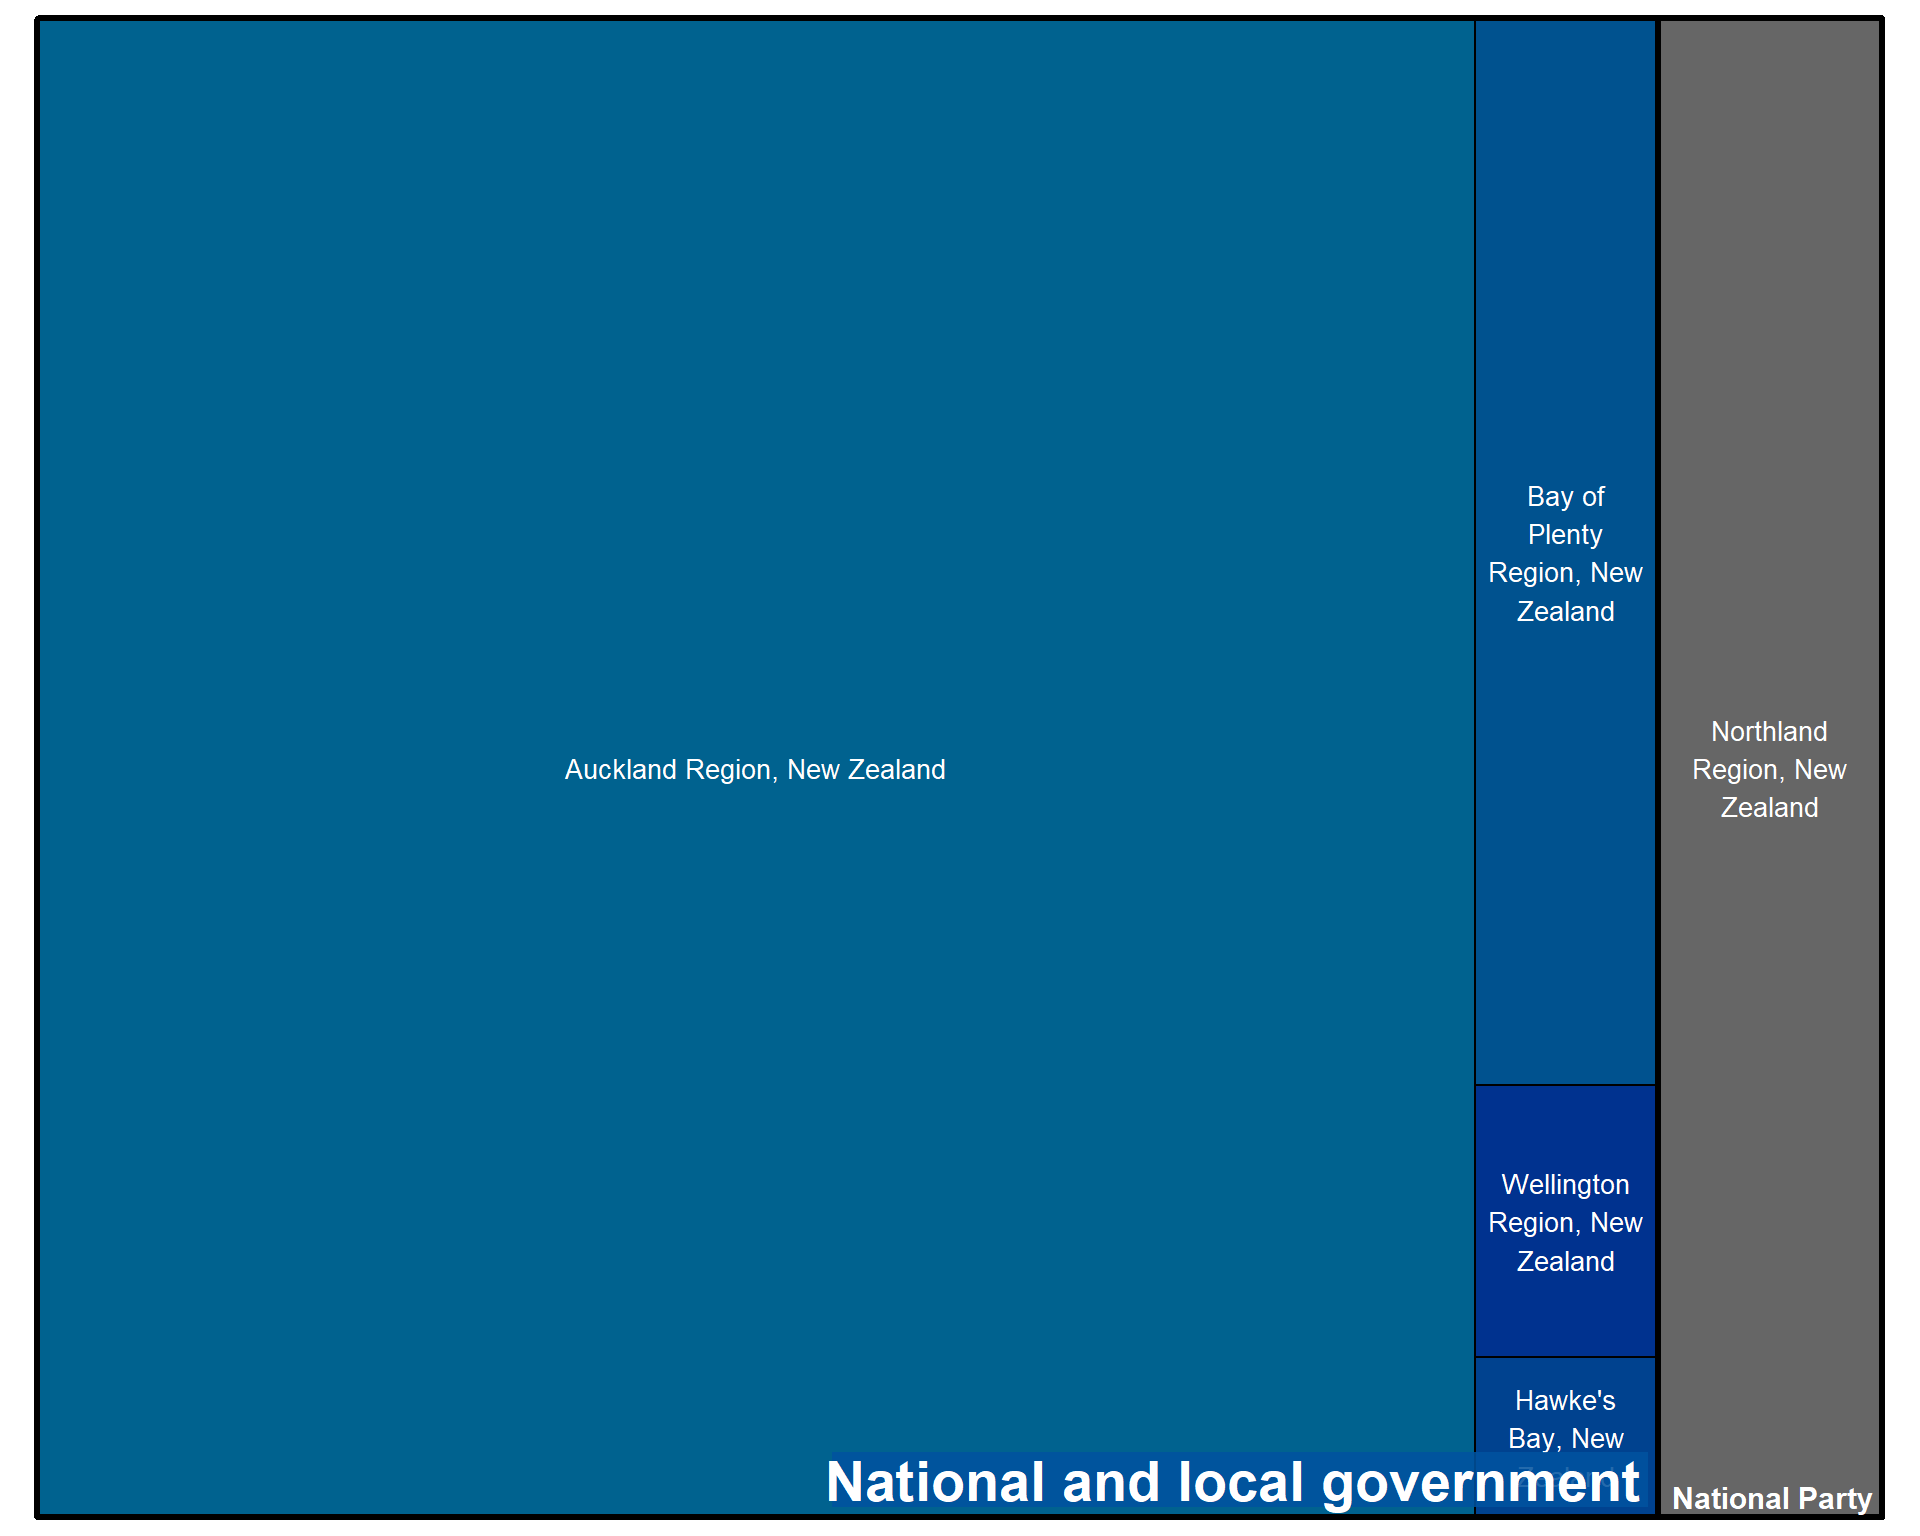 Auckland Region, New Zealand
Bay of
Plenty
Region, New
Zealand
Wellington
Region, New
Zealand
Hawke's
Bay, New
National and local government
Northland
Region, New
Zealand
National Party